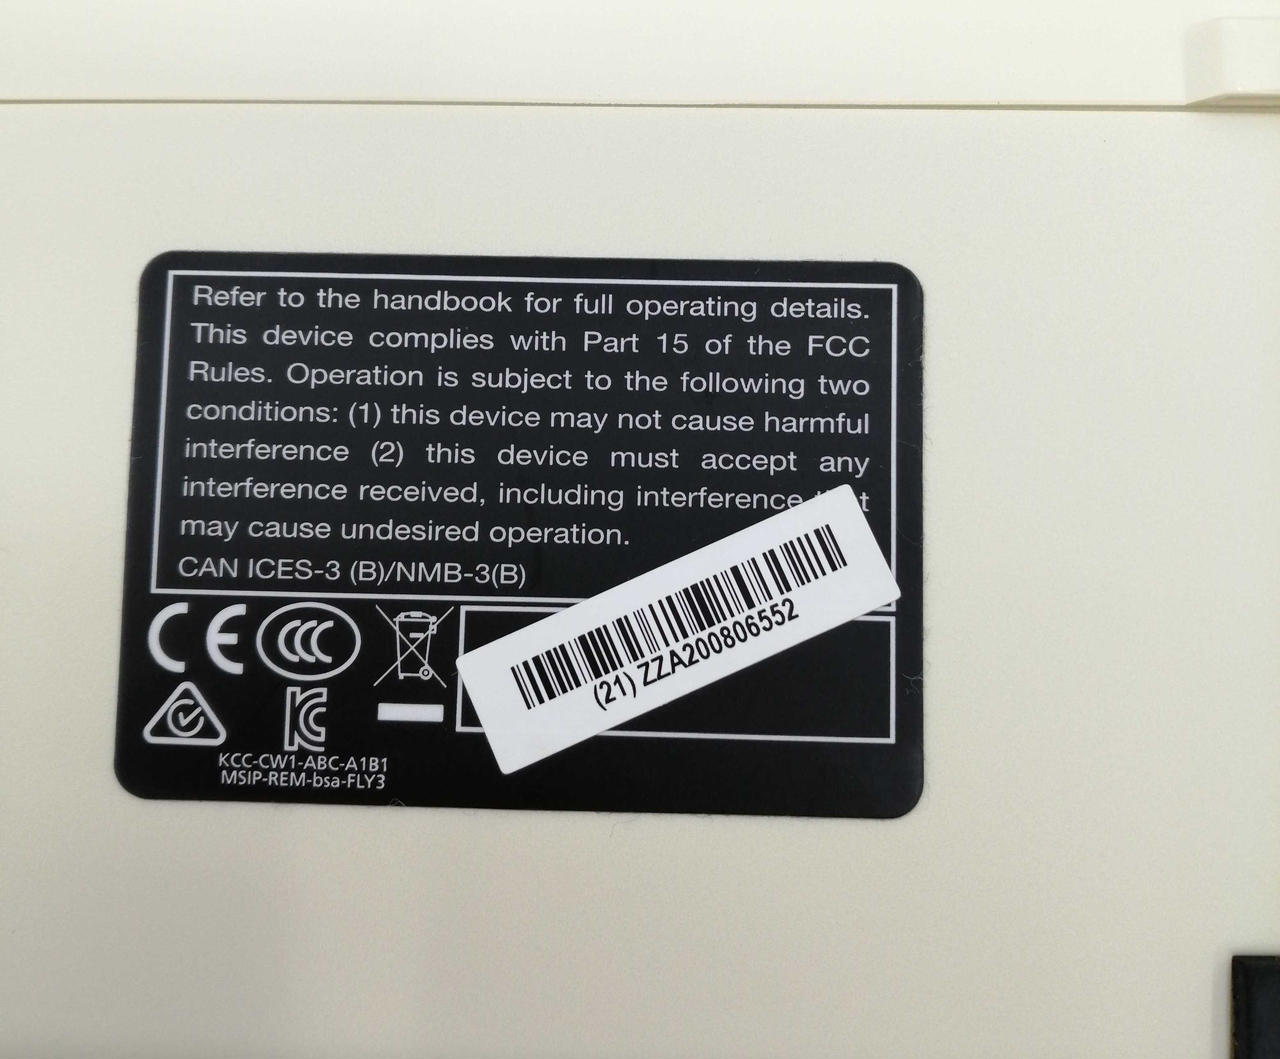 Refer to the handbook for full operating details.
This device complies with Part 15 of the FCC
Rules. Operation is subject to the following two
conditions: (1) this device may not cause harmful
interference (2) this device must accept any
interference received, including interference
may cause undesired operation.
CAN ICES-3 (B)/NMB-3(B)
CE CCC
KC
KCC-CW1-ABC-A1B1
MSIP-REM-bsa-FLY3
(21) ZZA200806552